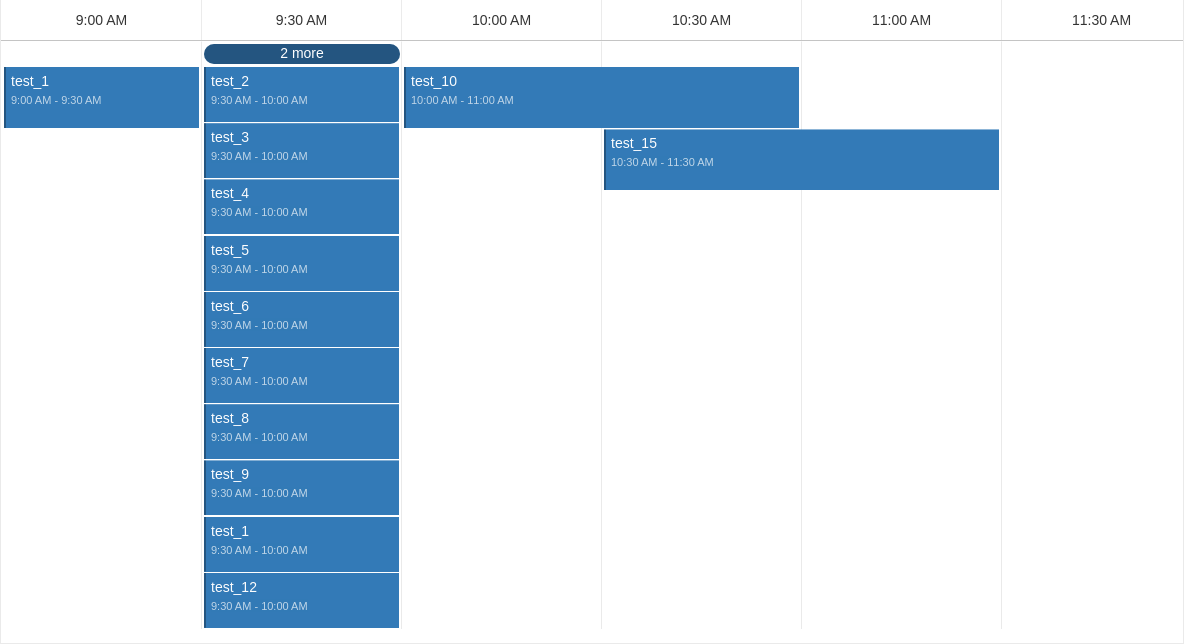 9:00 AM
9:30 AM
10:00 AM
10:30 AM
11:00 AM
11:30 AM
2 more
test_1
9:00 AM - 9:30 AM
test_2
9:30 AM - 10:00 AM
test_3
9:30 AM - 10:00 AM
test_4
9:30 AM - 10:00 AM
test_5
9:30 AM - 10:00 AM
test_6
9:30 AM - 10:00 AM
test_7
9:30 AM - 10:00 AM
test_8
9:30 AM - 10:00 AM
test_9
9:30 AM - 10:00 AM
test_1
9:30 AM - 10:00 AM
test_12
9:30 AM - 10:00 AM
test_10
10:00 AM - 11:00 AM
test_15
10:30 AM - 11:30 AM